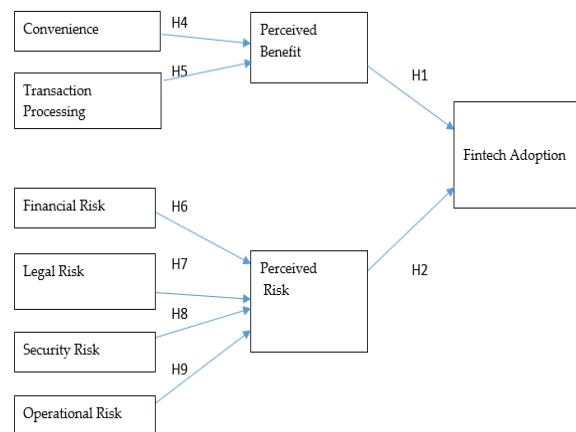 Convenience
H4
Perceived
Benefit
H5
Transaction
Processing
H1
Fintech Adoption
Financial Risk
H6
Legal Risk
H7
Perceived
Risk
H2
H8
Security Risk
H9
Operational Risk